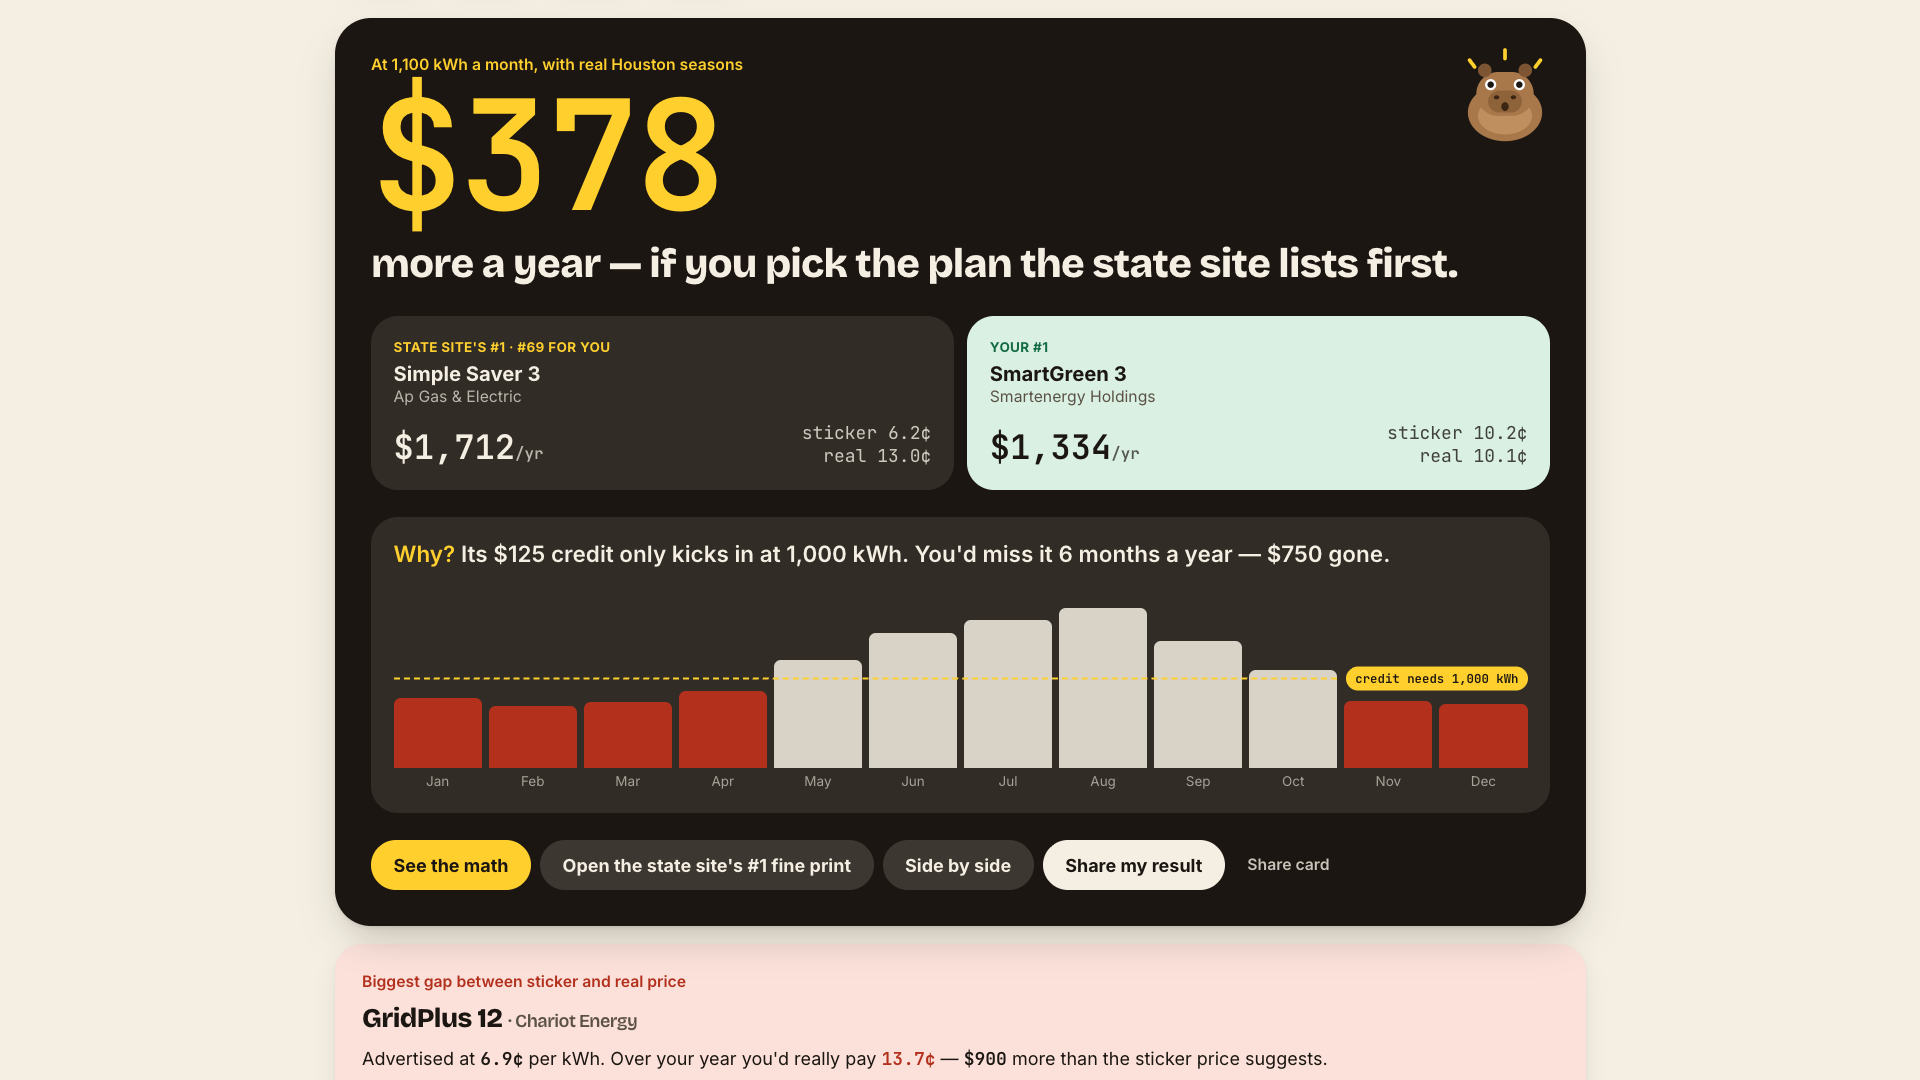 At 1,100 kWh a month, with real Houston seasons
$378
more a year — if you pick the plan the state site lists first.
STATE SITE'S #1 · #69 FOR YOU
Simple Saver 3
Ap Gas & Electric
$1,712/yr
sticker 6.2¢
real 13.0¢
YOUR #1
SmartGreen 3
Smartenergy Holdings
$1,334/yr
sticker 10.2¢
real 10.1¢
Why? Its $125 credit only kicks in at 1,000 kWh. You'd miss it 6 months a year — $750 gone.
credit needs 1,000 kWh
Jan Feb Mar Apr May Jun Jul Aug Sep Oct Nov Dec
See the math
Open the state site's #1 fine print
Side by side
Share my result
Share card
Biggest gap between sticker and real price
GridPlus 12 · Chariot Energy
Advertised at 6.9¢ per kWh. Over your year you'd really pay 13.7¢ — $900 more than the sticker price suggests.